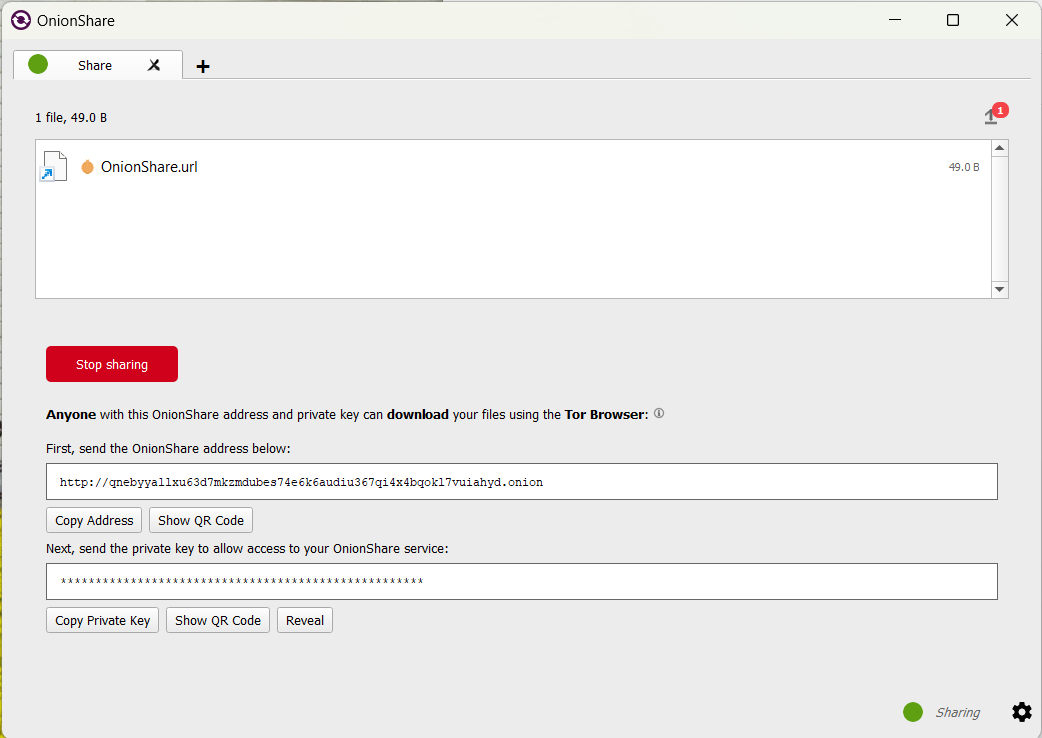 OnionShare
Share
1 file, 49.0 B
1
OnionShare.url
49.0 B
Stop sharing
Anyone with this OnionShare address and private key can download your files using the Tor Browser:
First, send the OnionShare address below:
http://qnebyyallxu63d7mkzmdubes74e6k6audiu367qi4x4bqokl7vuiahyd.onion
Copy Address Show QR Code
Next, send the private key to allow access to your OnionShare service:
****************************************************
Copy Private Key Show QR Code Reveal
Sharing